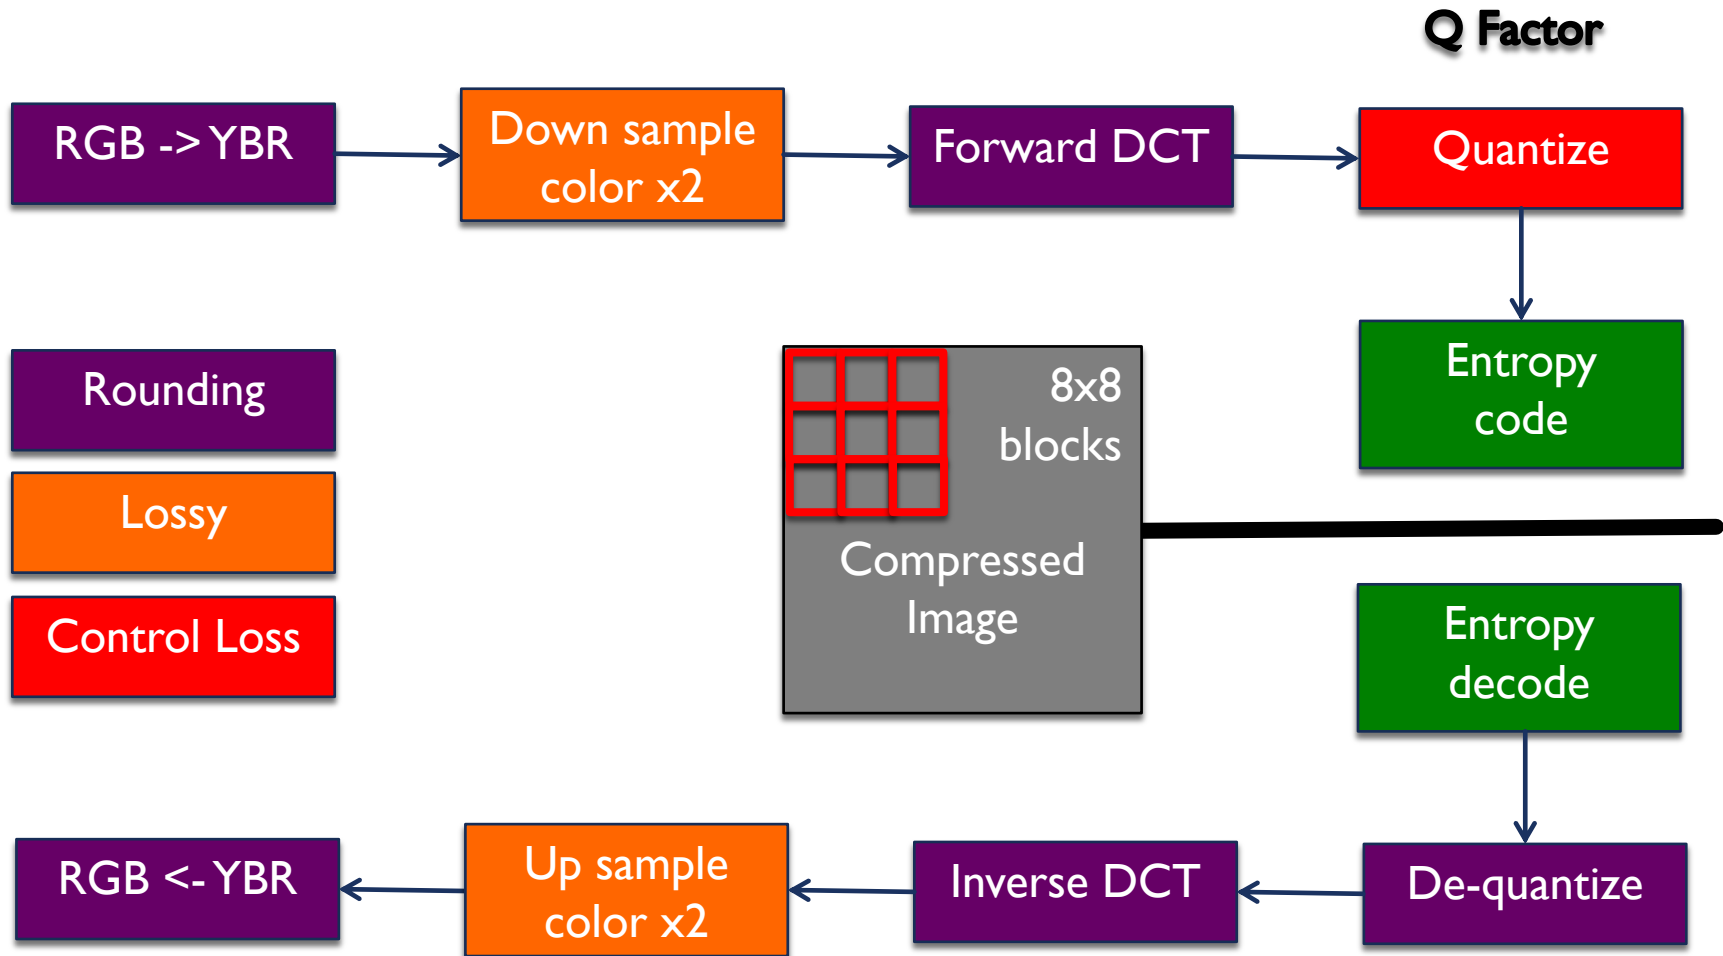 Q Factor
RGB -> YBR
Down sample
color x2
Forward DCT
Quantize
Rounding
Lossy
Control Loss
8x8
blocks
Compressed
Image
Entropy
code
Entropy
decode
RGB <- YBR
Up sample
color x2
Inverse DCT
De-quantize